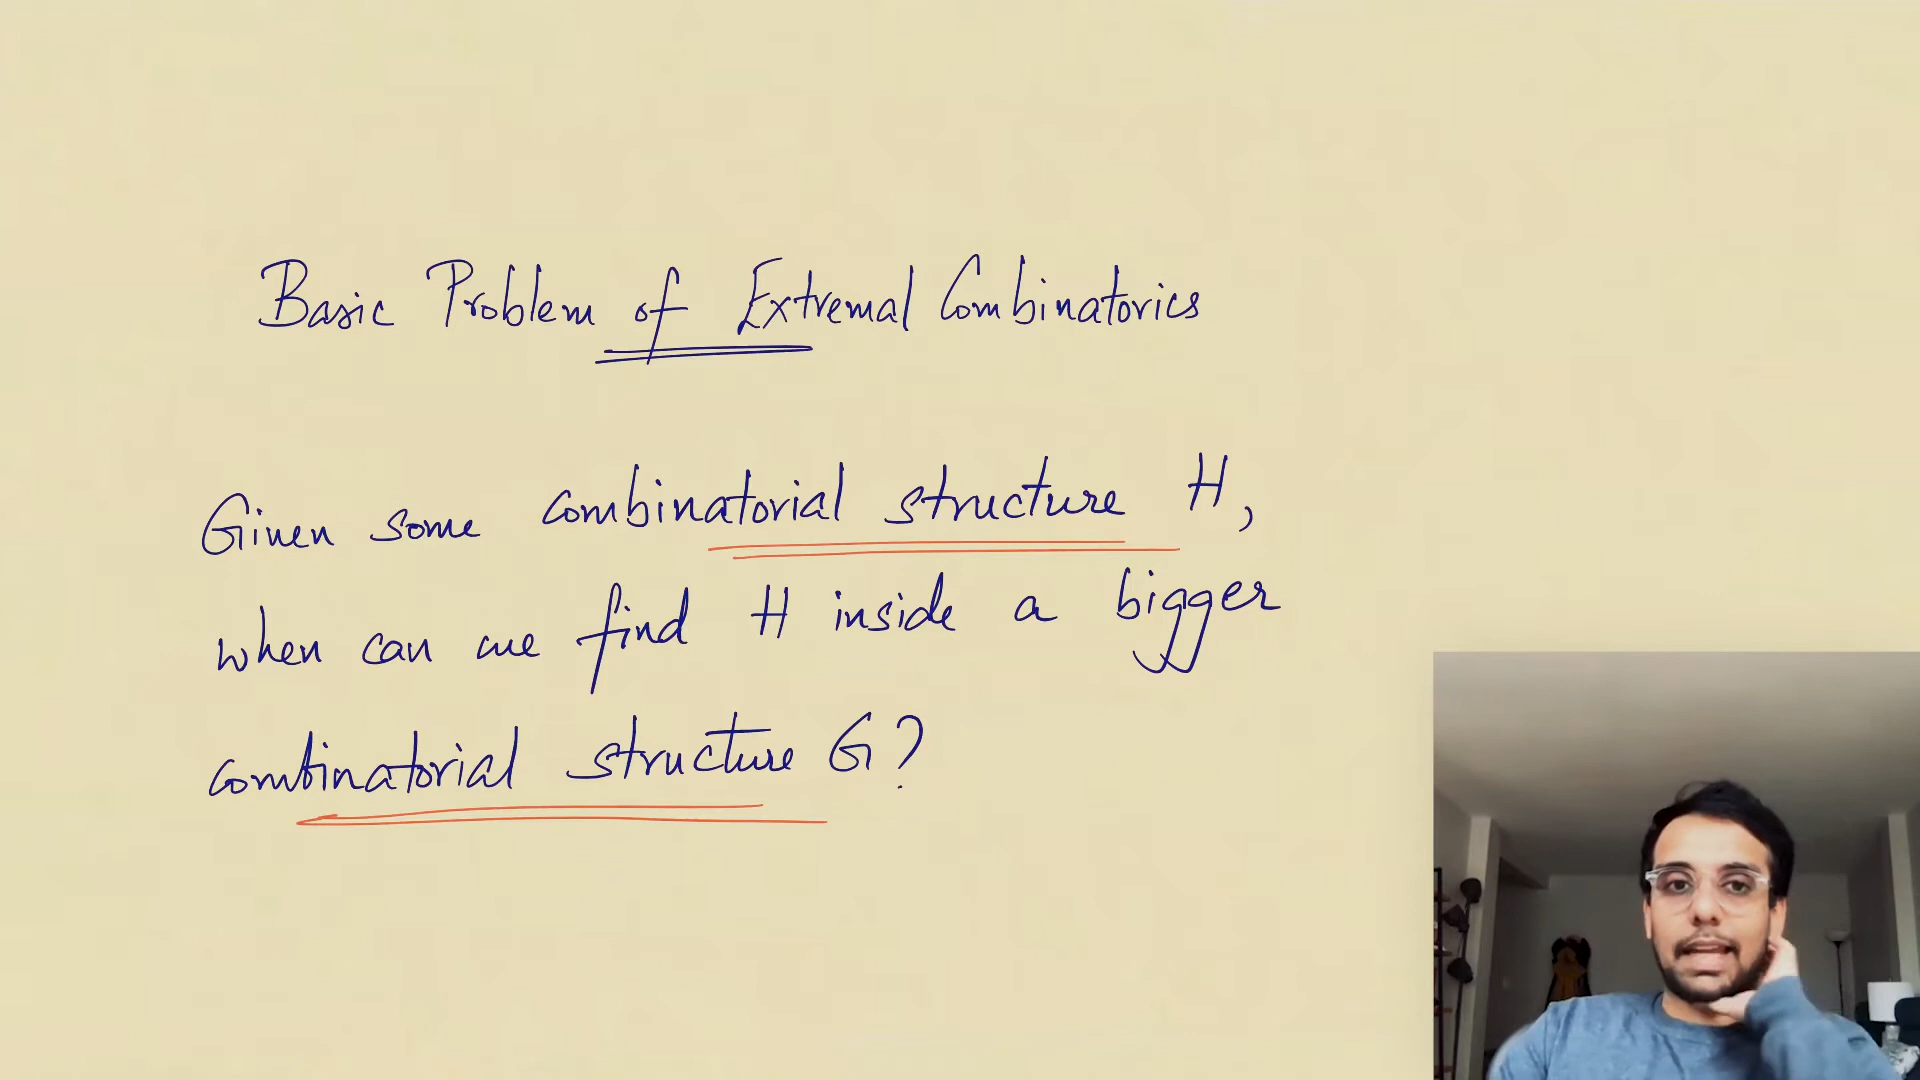 Basic Problem of Extremal Combinatorics
Given some combinatorial structure H,
when can we find H inside a bigger
combinatorial structure G?